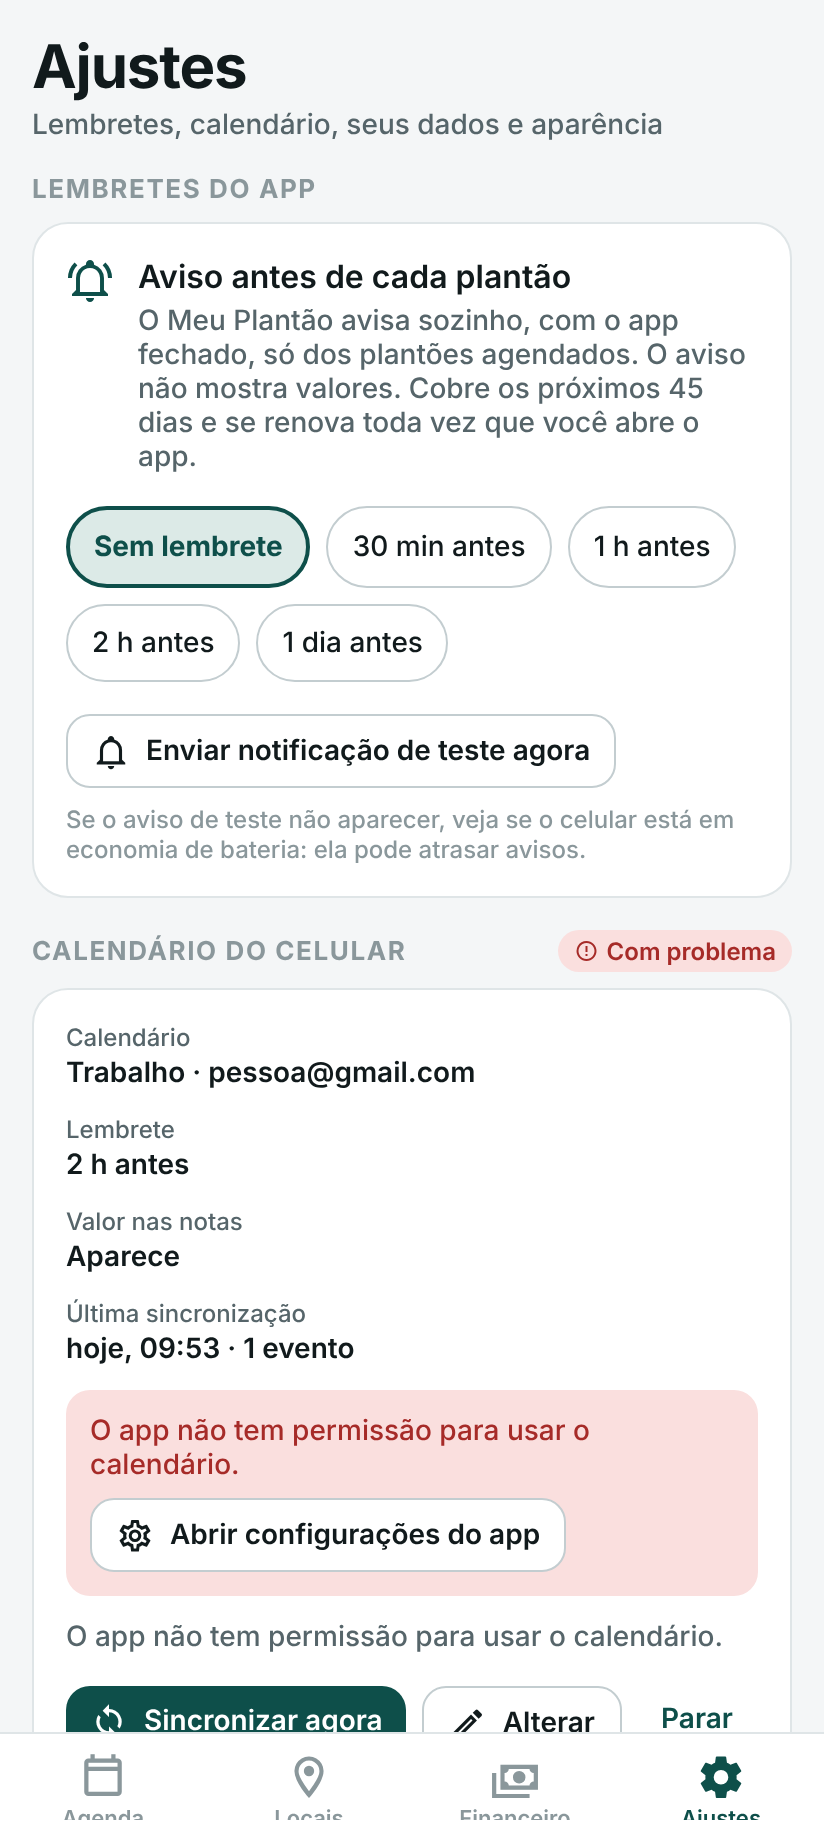 Ajustes
Lembretes, calendário, seus dados e aparência
LEMBRETES DO APP
Aviso antes de cada plantão
O Meu Plantão avisa sozinho, com o app
fechado, só dos plantões agendados. O aviso
não mostra valores. Cobre os próximos 45
dias e se renova toda vez que você abre o
app.
Sem lembrete
30 min antes
1 h antes
2 h antes
1 dia antes
Enviar notificação de teste agora
Se o aviso de teste não aparecer, veja se o celular está em
economia de bateria: ela pode atrasar avisos.
CALENDÁRIO DO CELULAR
Com problema
Calendário
Trabalho · pessoa@gmail.com
Lembrete
2 h antes
Valor nas notas
Aparece
Última sincronização
hoje, 09:53 · 1 evento
O app não tem permissão para usar o
calendário.
Abrir configurações do app
O app não tem permissão para usar o calendário.
Sincronizar agora
Alterar
Parar
Agenda
Locais
Financeiro
Ajustes